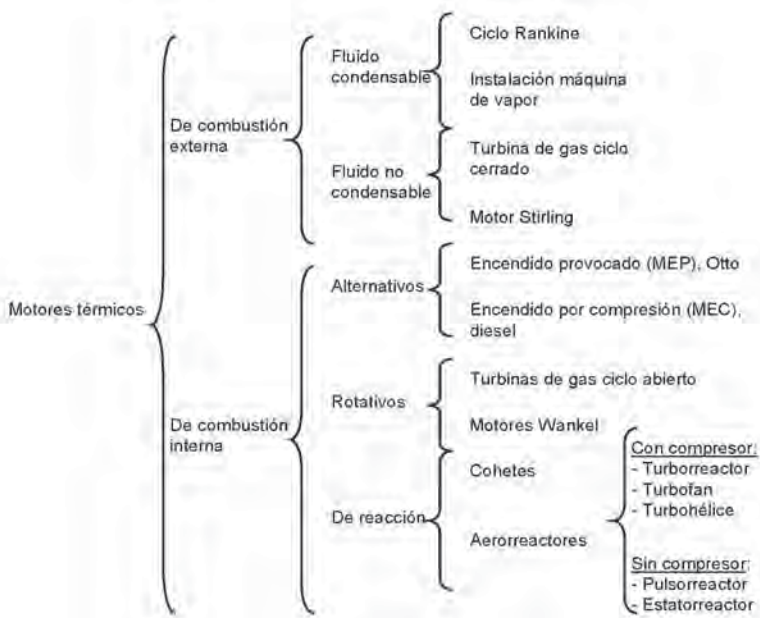 Motores térmicos
De combustión
externa
Fluido
condensable
Ciclo Rankine
Instalación máquina
de vapor
Fluido no
condensable
Turbina de gas ciclo
cerrado
Motor Stirling
De combustión
interna
Alternativos
Encendido provocado (MEP), Otto
Encendido por compresión (MEC),
diesel
Rotativos
Turbinas de gas ciclo abierto
Motores Wankel
De reacción
Cohetes
Aerorreactores
Con compresor:
- Turborreactor
- Turbofan
- Turbohélice
Sin compresor:
- Pulsorreactor
- Estatorreactor